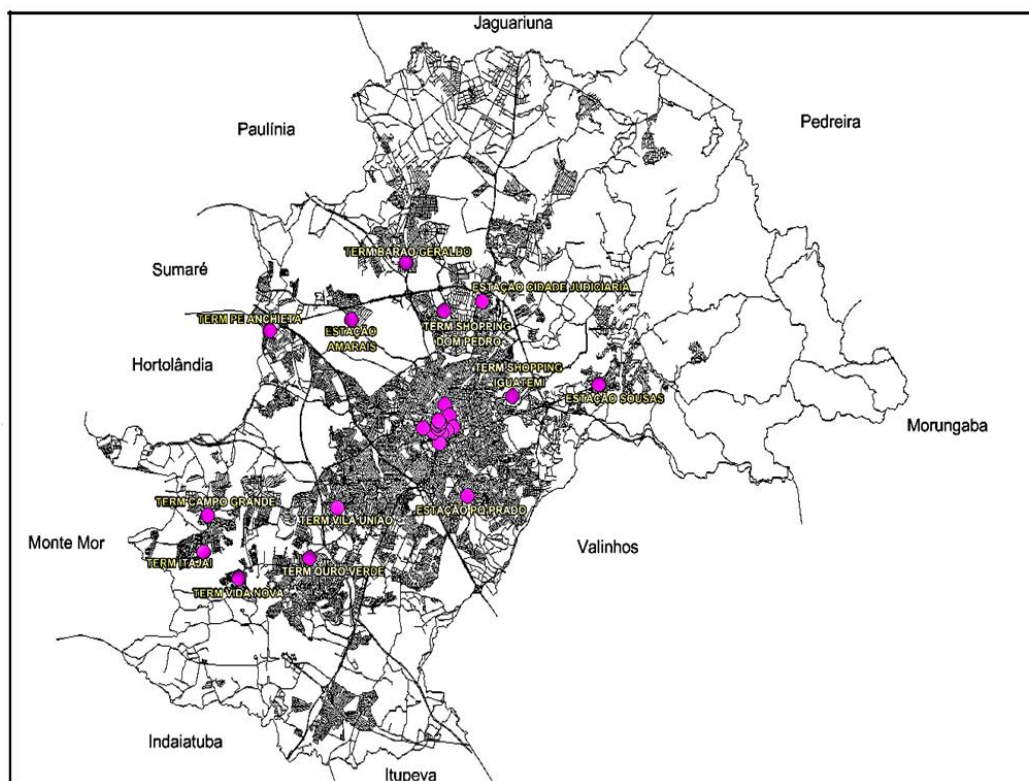 Jaguariuna
Paulínia
Pedreira
TERM BARÃO GERALDO
Sumaré
ESTAÇÃO CIDADE JUDICIARIA
TERM PE ANCHIETA
ESTAÇÃO
AMARAIS
TERM SHOPPING
DOM PEDRO
Hortolândia
TERM SHOPPING
IGUATEMI
ESTAÇÃO SOUSAS
Morungaba
TERM CAMPO GRANDE
TERM VILA UNIÃO
ESTAÇÃO PQ PRADO
Monte Mor
Valinhos
TERM ITAJAÍ
TERM OURO VERDE
TERM VIDA NOVA
Indaiatuba
Itupeva